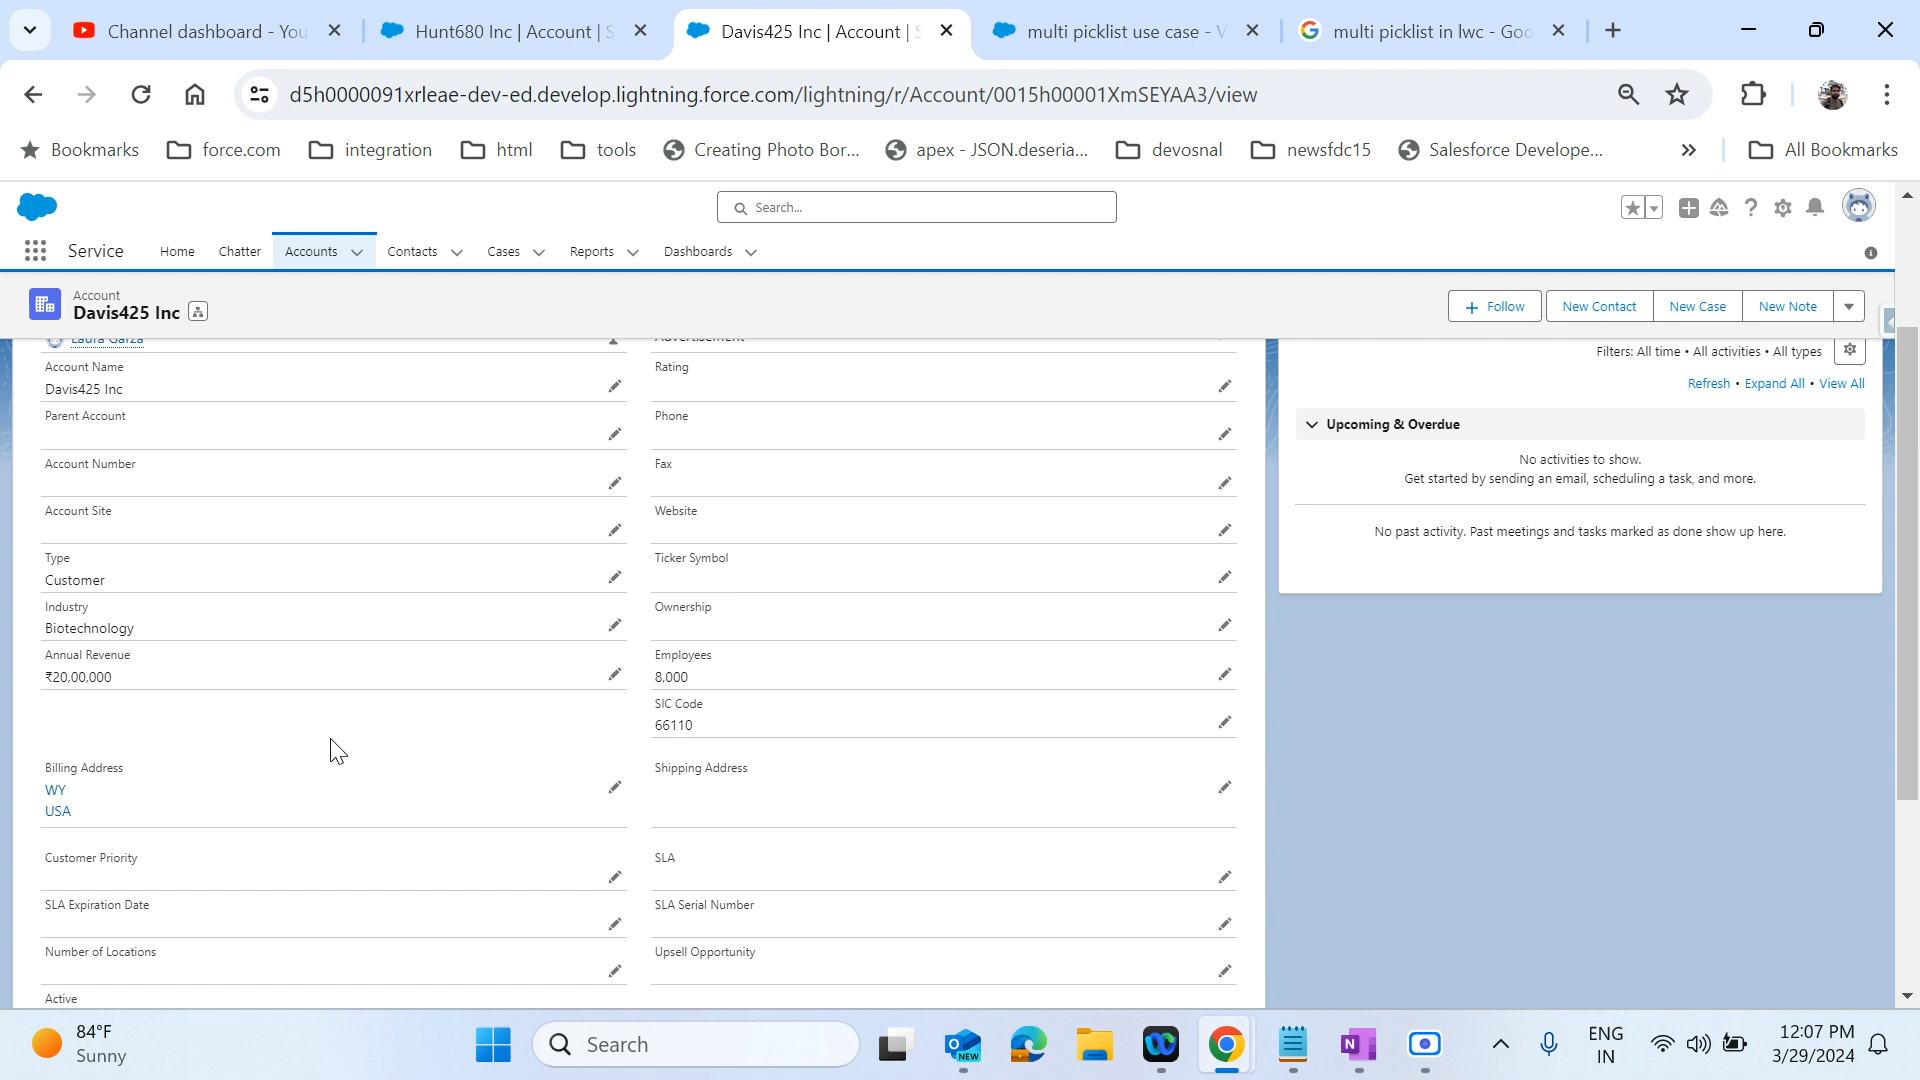 Channel dashboard - You
Hunt680 Inc | Account | S
Davis425 Inc | Account | S
multi picklist use case - V
multi picklist in lwc - Goo
d5h0000091xrleae-dev-ed.develop.lightning.force.com/lightning/r/Account/0015h00001XmSEYAA3/view
Bookmarks
force.com
integration
html
tools
Creating Photo Bor...
apex - JSON.deseria...
devosnal
newsfdc15
Salesforce Develope...
All Bookmarks
Search...
Service
Home
Chatter
Accounts
Contacts
Cases
Reports
Dashboards
Account
Davis425 Inc
Follow
New Contact
New Case
New Note
Laura Garza
Advertisement
Account Name
Davis425 Inc
Rating
Parent Account
Phone
Account Number
Fax
Account Site
Website
Type
Customer
Ticker Symbol
Industry
Biotechnology
Ownership
Annual Revenue
₹20,00,000
Employees
8,000
SIC Code
66110
Billing Address
WY
USA
Shipping Address
Customer Priority
SLA
SLA Expiration Date
SLA Serial Number
Number of Locations
Upsell Opportunity
Active
Filters: All time • All activities • All types
Refresh • Expand All • View All
Upcoming & Overdue
No activities to show.
Get started by sending an email, scheduling a task, and more.
No past activity. Past meetings and tasks marked as done show up here.
84°F
Sunny
Search
NEW
ENG
IN
12:07 PM
3/29/2024